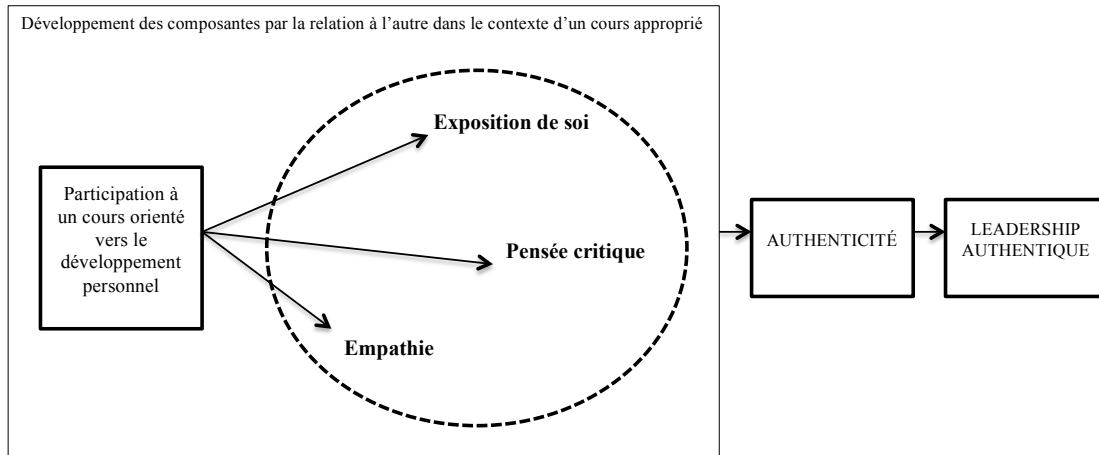 Développement des composantes par la relation à l’autre dans le contexte d’un cours approprié
Exposition de soi
Participation à
un cours orienté
vers le
développement
personnel
Pensée critique
Empathie
AUTHENTICITÉ
LEADERSHIP
AUTHENTIQUE